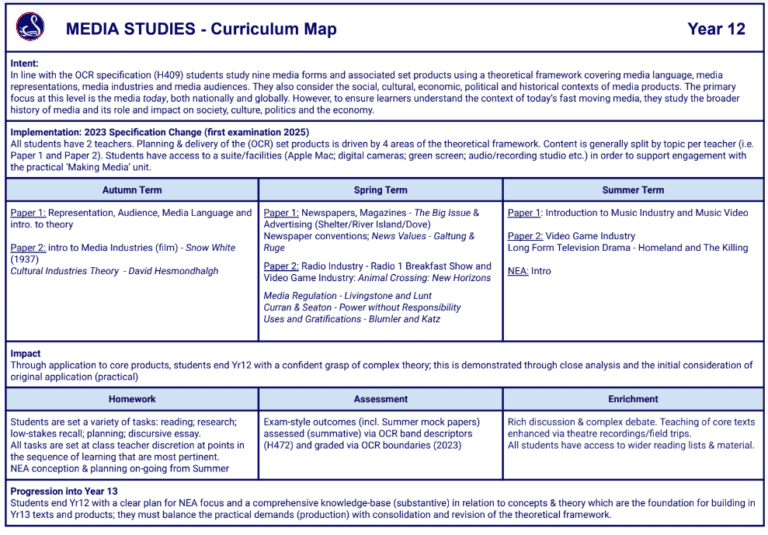 MEDIA STUDIES - Curriculum Map
Year 12
Intent:
In line with the OCR specification (H409) students study nine media forms and associated set products using a theoretical framework covering media language, media
representations, media industries and media audiences. They also consider the social, cultural, economic, political and historical contexts of media products. The primary
focus at this level is the media today, both nationally and globally. However, to ensure learners understand the context of today's fast moving media, they study the broader
history of media and its role and impact on society, culture, politics and the economy.
Implementation: 2023 Specification Change (first examination 2025)
All students have 2 teachers. Planning & delivery of the (OCR) set products is driven by 4 areas of the theoretical framework. Content is generally split by topic per teacher (i.e.
Paper 1 and Paper 2). Students have access to a suite/facilities (Apple Mac; digital cameras; green screen; audio/recording studio etc.) in order to support engagement with
the practical 'Making Media' unit.
Autumn Term
Paper 1: Representation, Audience, Media Language and
intro. to theory
Paper 2: intro to Media Industries (film) - Snow White
(1937)
Cultural Industries Theory - David Hesmondhalgh
Spring Term
Paper 1: Newspapers, Magazines - The Big Issue &
Advertising (Shelter/River Island/Dove)
Newspaper conventions; News Values - Galtung &
Ruge
Paper 2: Radio Industry - Radio 1 Breakfast Show and
Video Game Industry: Animal Crossing: New Horizons
Media Regulation - Livingstone and Lunt
Curran & Seaton - Power without Responsibility
Uses and Gratifications - Blumler and Katz
Summer Term
Paper 1: Introduction to Music Industry and Music Video
Paper 2: Video Game Industry
Long Form Television Drama - Homeland and The Killing
NEA: Intro
Impact
Through application to core products, students end Yr12 with a confident grasp of complex theory; this is demonstrated through close analysis and the initial consideration of
original application (practical)
Homework
Students are set a variety of tasks: reading; research;
low-stakes recall; planning; discursive essay.
All tasks are set at class teacher discretion at points in
the sequence of learning that are most pertinent.
NEA conception & planning on-going from Summer
Assessment
Exam-style outcomes (incl. Summer mock papers)
assessed (summative) via OCR band descriptors
(H472) and graded via OCR boundaries (2023)
Enrichment
Rich discussion & complex debate. Teaching of core texts
enhanced via theatre recordings/field trips.
All students have access to wider reading lists & material.
Progression into Year 13
Students end Yr12 with a clear plan for NEA focus and a comprehensive knowledge-base (substantive) in relation to concepts & theory which are the foundation for building in
Yr13 texts and products; they must balance the practical demands (production) with consolidation and revision of the theoretical framework.